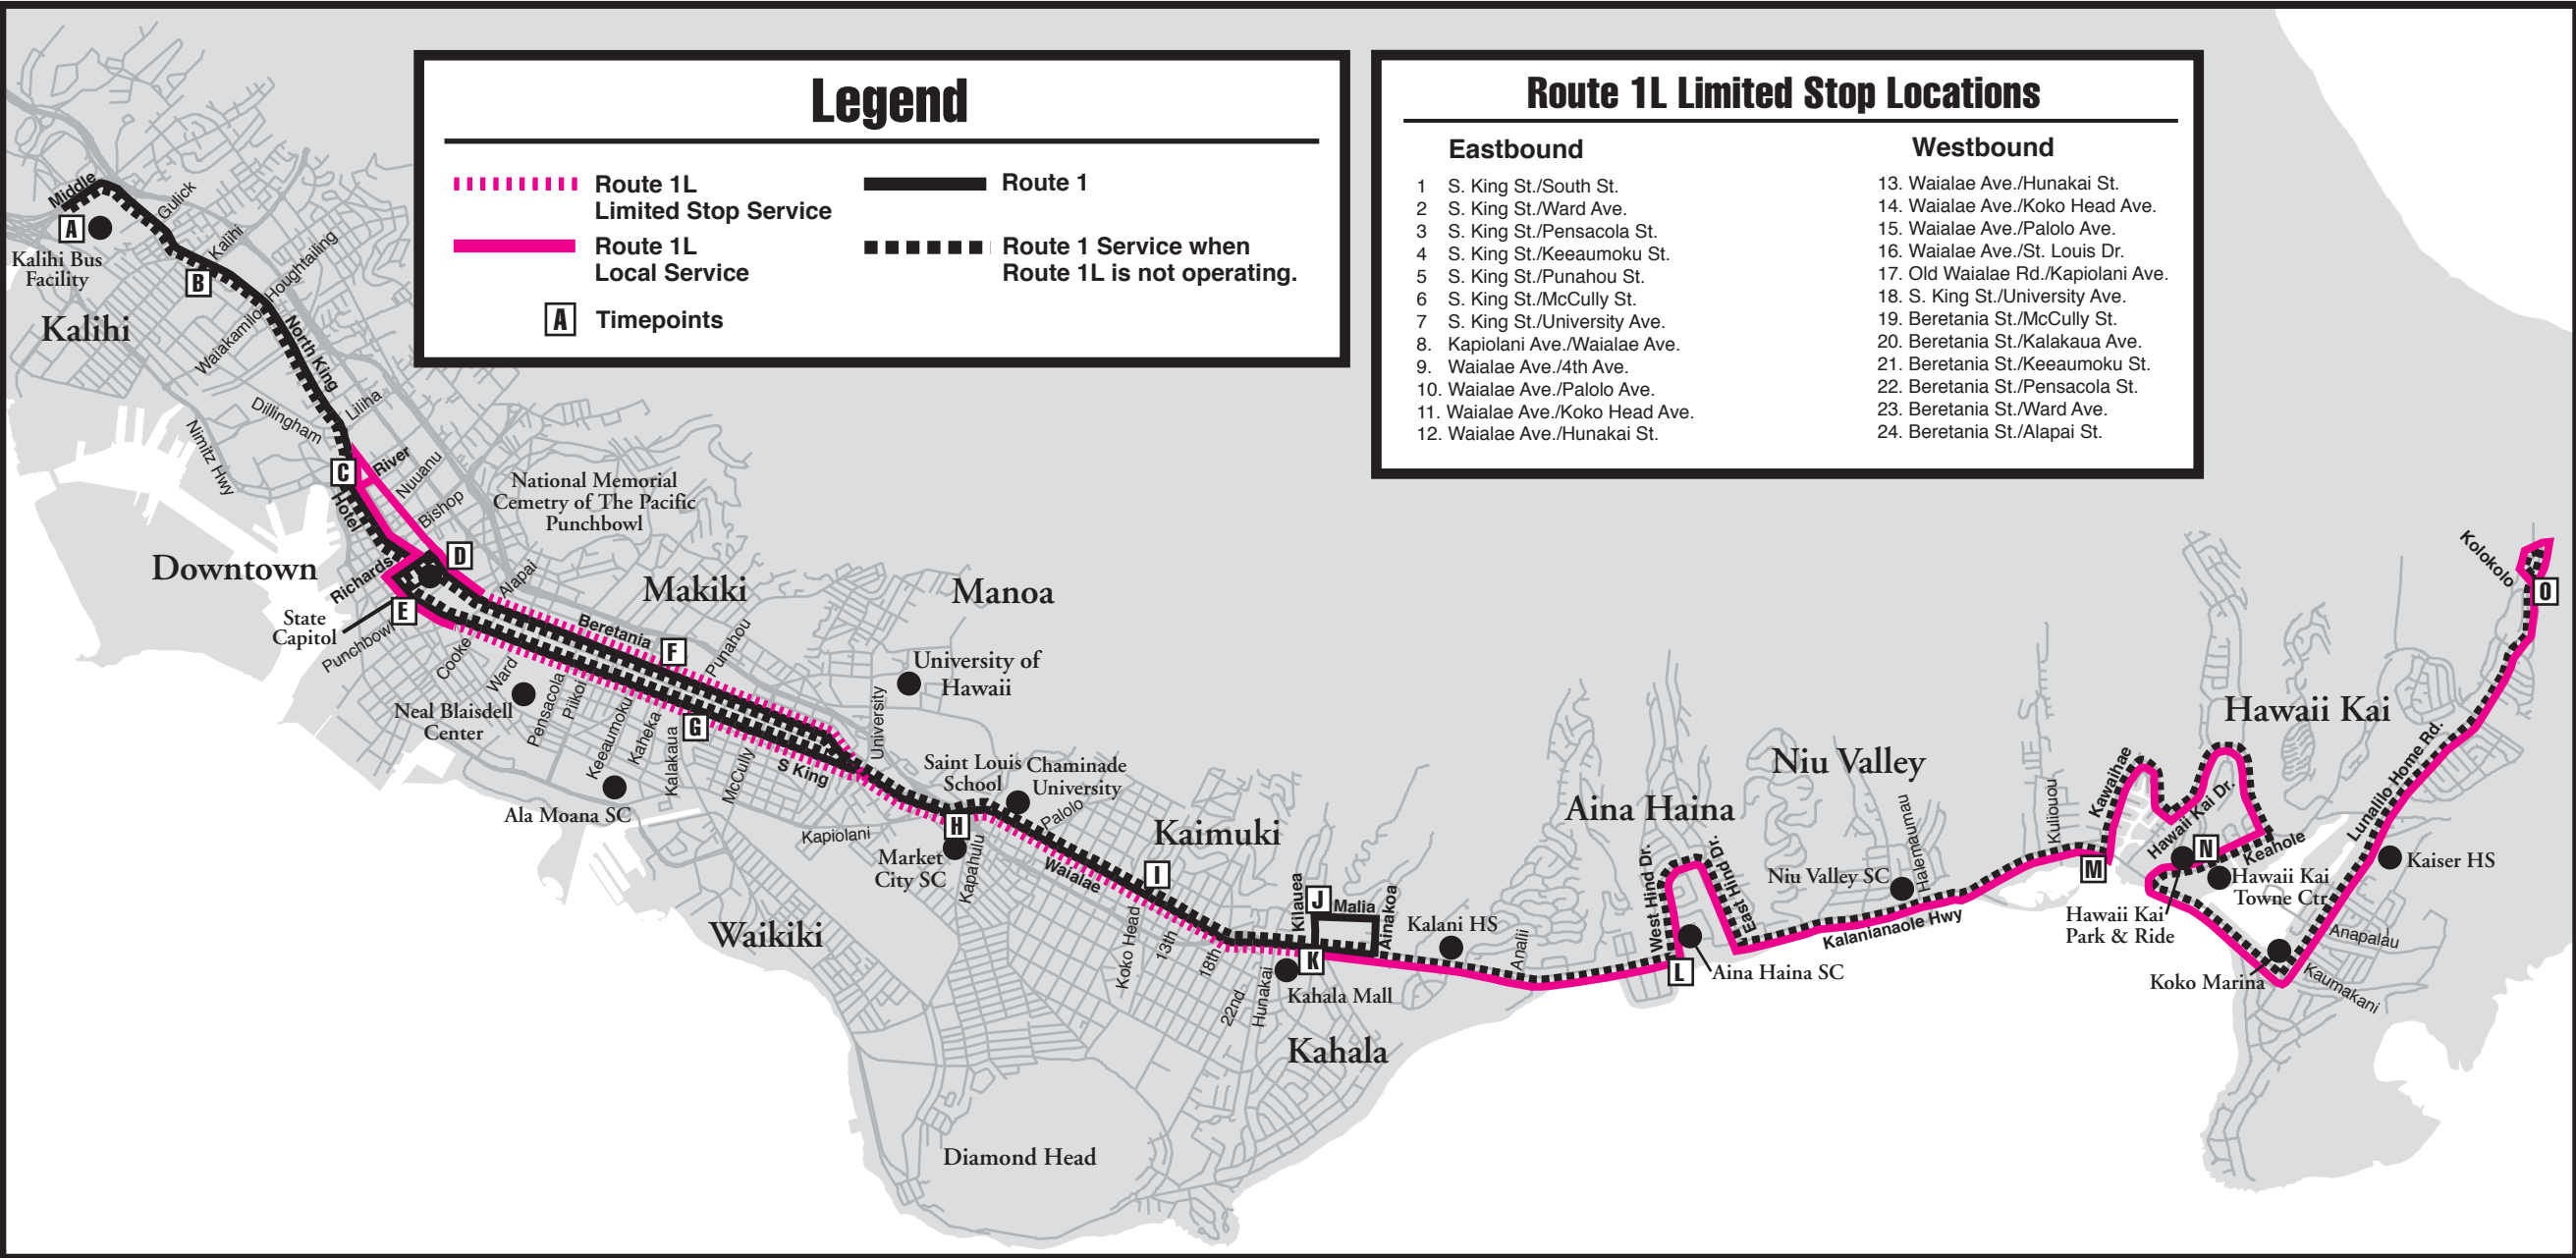 Legend
Route 1L
Limited Stop Service
Route 1
Route 1L
Local Service
Route 1 Service when
Route 1L is not operating.
A
Timepoints
Route 1L Limited Stop Locations
Eastbound
1 S. King St./South St.
2 S. King St./Ward Ave.
3 S. King St./Pensacola St.
4 S. King St./Keeaumoku St.
5 S. King St./Punahou St.
6 S. King St./McCully St.
7 S. King St./University Ave.
8. Kapiolani Ave./Waialae Ave.
9. Waialae Ave./4th Ave.
10. Waialae Ave./Palolo Ave.
11. Waialae Ave./Koko Head Ave.
12. Waialae Ave./Hunakai St.
Westbound
13. Waialae Ave./Hunakai St.
14. Waialae Ave./Koko Head Ave.
15. Waialae Ave./Palolo Ave.
16. Waialae Ave./St. Louis Dr.
17. Old Waialae Rd./Kapiolani Ave.
18. S. King St./University Ave.
19. Beretania St./McCully St.
20. Beretania St./Kalakaua Ave.
21. Beretania St./Keeaumoku St.
22. Beretania St./Pensacola St.
23. Beretania St./Ward Ave.
24. Beretania St./Alapai St.
Middle
Gulick
A
Kalihi Bus
Facility
Kalihi
B
Houghtailing
Kalihi
Waiakamilo
North King
Dillingham
Liliha
Nimitz Hwy
C
River
Nuuanu
Bishop
Hotel
National Memorial
Cemetry of The Pacific
Punchbowl
Downtown
D
Richards
Alapai
E
State
Capitol
Punchbowl
Makiki
Manoa
Beretania
F
Punahou
Cooke
Ward
Neal Blaisdell
Center
Pensacola
Piikoi
Keeaumoku
Kaheka
Kalakaua
G
McCully
S King
Ala Moana SC
University
University of
Hawaii
Kapiolani
Saint Louis
School
Chaminade
University
Palolo
H
Market
City SC
Kapahulu
Waialae
Kaimuki
I
Waikiki
Koko Head
13th
18th
22nd
Hunakai
Kilauea
J
Malia
Ainakoa
K
Kahala Mall
Kahala
Diamond Head
Kalani HS
Analii
Aina Haina
West Hind Dr.
East Hind Dr.
L
Aina Haina SC
Niu Valley
Niu Valley SC
Halemaumau
Kalanianaole Hwy
Kuliouou
M
Kawaihae
Hawaii Kai Dr.
N
Keahole
Hawaii Kai
Towne Ctr
Hawaii Kai
Park & Ride
Koko Marina
Hawaii Kai
Lunalilo Home Rd.
Kaiser HS
Anapalau
Kaumakani
Kolokolo
O